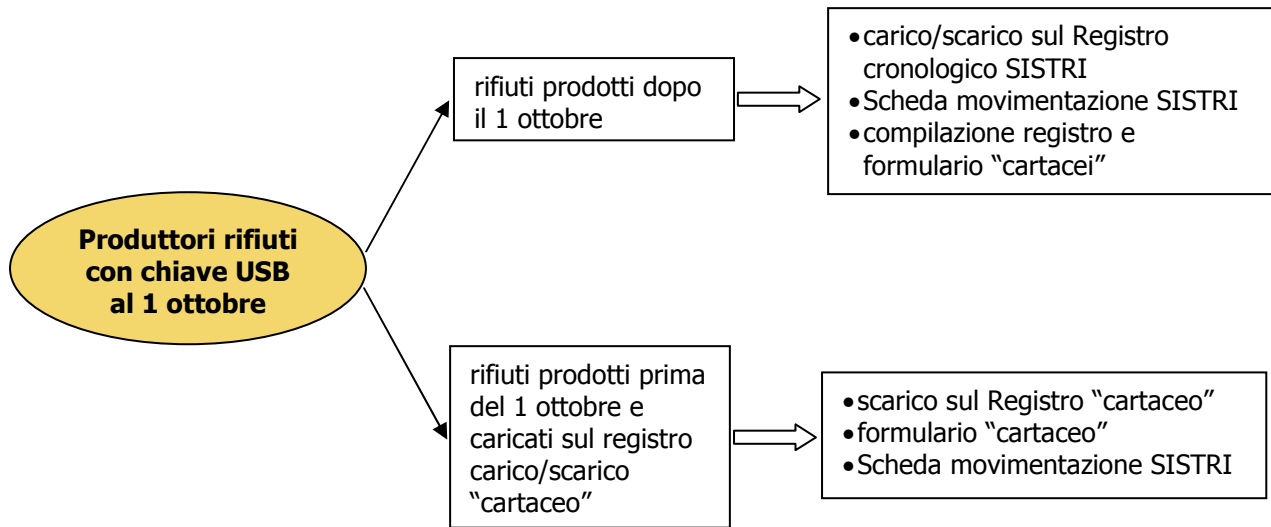 Produttori rifiuti
con chiave USB
al 1 ottobre
rifiuti prodotti dopo
il 1 ottobre
•carico/scarico sul Registro
cronologico SISTRI
•Scheda movimentazione SISTRI
•compilazione registro e
formulario “cartacei”
rifiuti prodotti prima
del 1 ottobre e
caricati sul registro
carico/scarico
“cartaceo”
•scarico sul Registro “cartaceo”
•formulario “cartaceo”
•Scheda movimentazione SISTRI